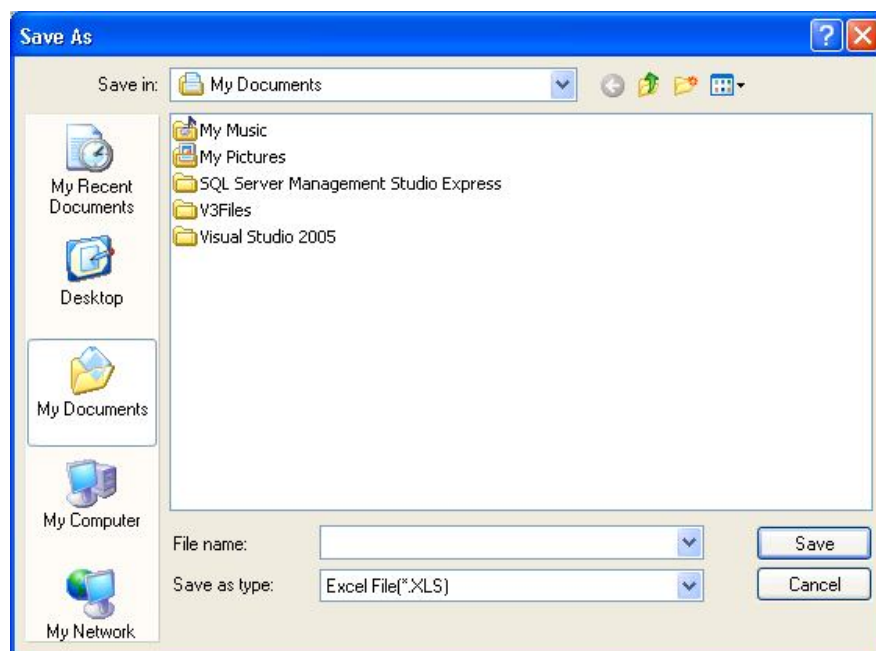 Save As
Save in: My Documents
My Recent
Documents
Desktop
My Documents
My Computer
My Network
My Music
My Pictures
SQL Server Management Studio Express
V3Files
Visual Studio 2005
File name: Save
Save as type: Excel File(*.XLS) Cancel